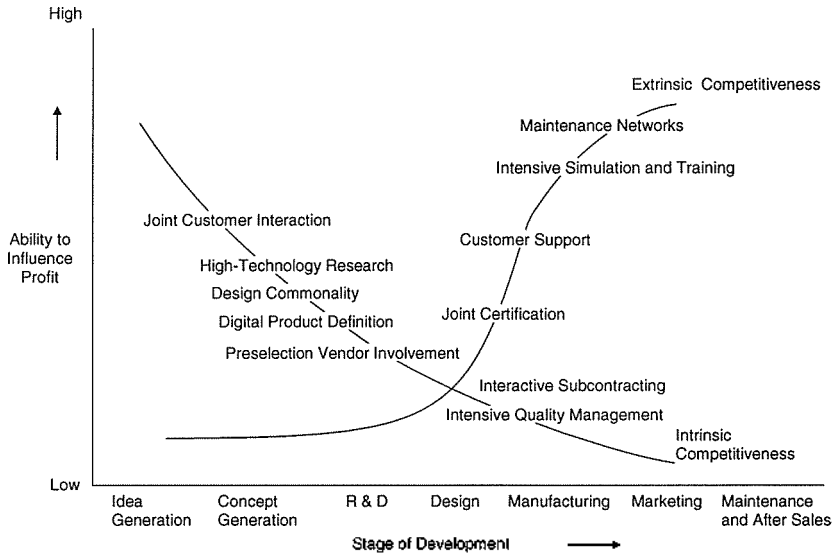 High
Extrinsic Competitiveness
Maintenance Networks
Intensive Simulation and Training
Joint Customer Interaction
Ability to
Influence
Profit
Customer Support
High-Technology Research
Design Commonality
Joint Certification
Digital Product Definition
Preselection Vendor Involvement
Interactive Subcontracting
Intensive Quality Management
Intrinsic
Competitiveness
Low
Idea
Generation
Concept
Generation
R & D
Design
Manufacturing
Marketing
Maintenance
and After Sales
Stage of Development